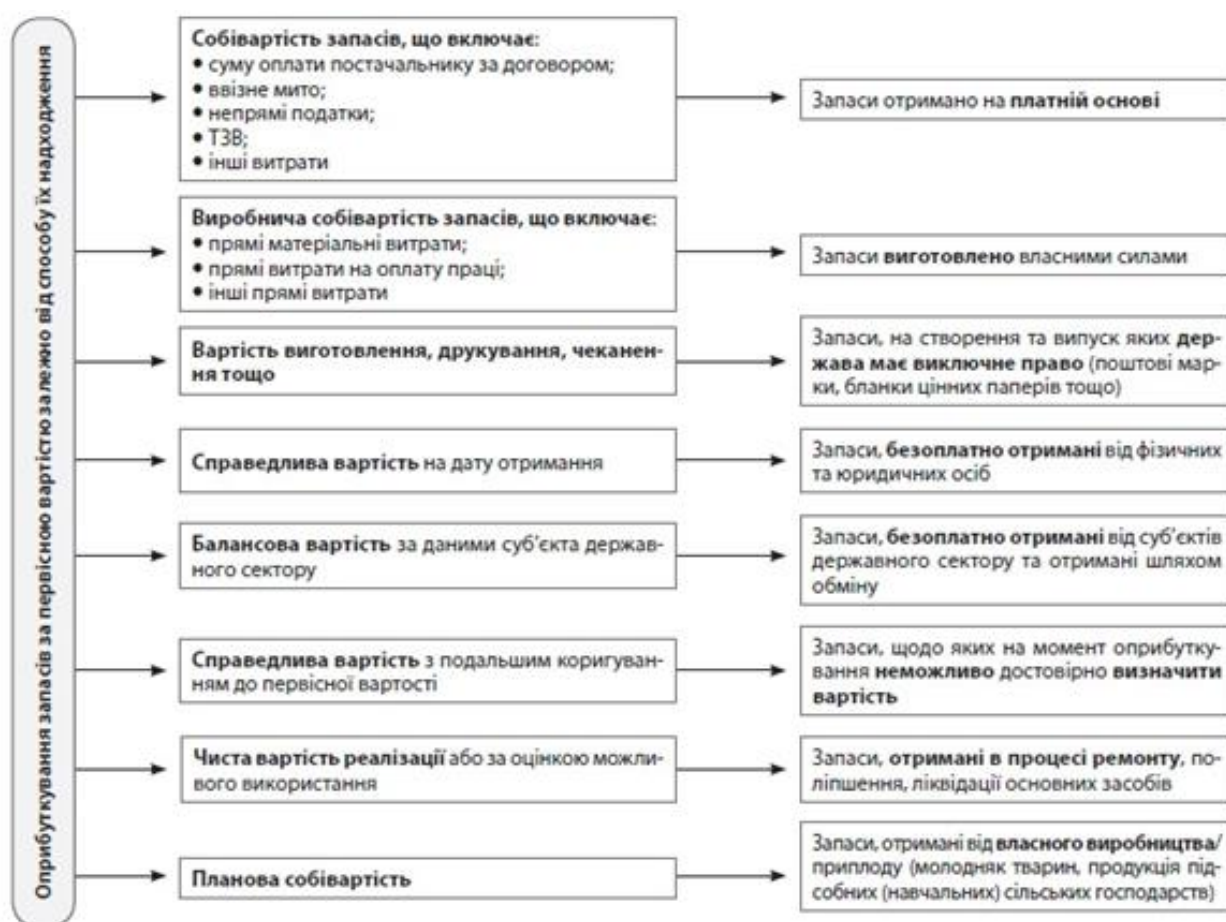 Оприбуткування запасів за первісною вартістю залежно від способу їх надходження
Собівартість запасів, що включає:
• суму оплати постачальнику за договором;
• ввізне мито;
• непрямі податки;
• ТЗВ;
• інші витрати
Запаси отримано на платній основі
Виробнича собівартість запасів, що включає:
• прямі матеріальні витрати;
• прямі витрати на оплату праці;
• інші прямі витрати
Запаси виготовлено власними силами
Вартість виготовлення, друкування, чеканен-
ня тощо
Запаси, на створення та випуск яких дер-
жава має виключне право (поштові мар-
ки, бланки цінних паперів тощо)
Справедлива вартість на дату отримання
Запаси, безоплатно отримані від фізичних
та юридичних осіб
Балансова вартість за даними суб’єкта держав-
ного сектору
Запаси, безоплатно отримані від суб’єктів
державного сектору та отримані шляхом
обміну
Справедлива вартість з подальшим коригуван-
ням до первісної вартості
Запаси, щодо яких на момент оприбутку-
вання неможливо достовірно визначити
вартість
Чиста вартість реалізації або за оцінкою можли-
вого використання
Запаси, отримані в процесі ремонту, по-
ліпшення, ліквідації основних засобів
Планова собівартість
Запаси, отримані від власного виробництва/
приплоду (молодняк тварин, продукція під-
собних (навчальних) сільських господарств)